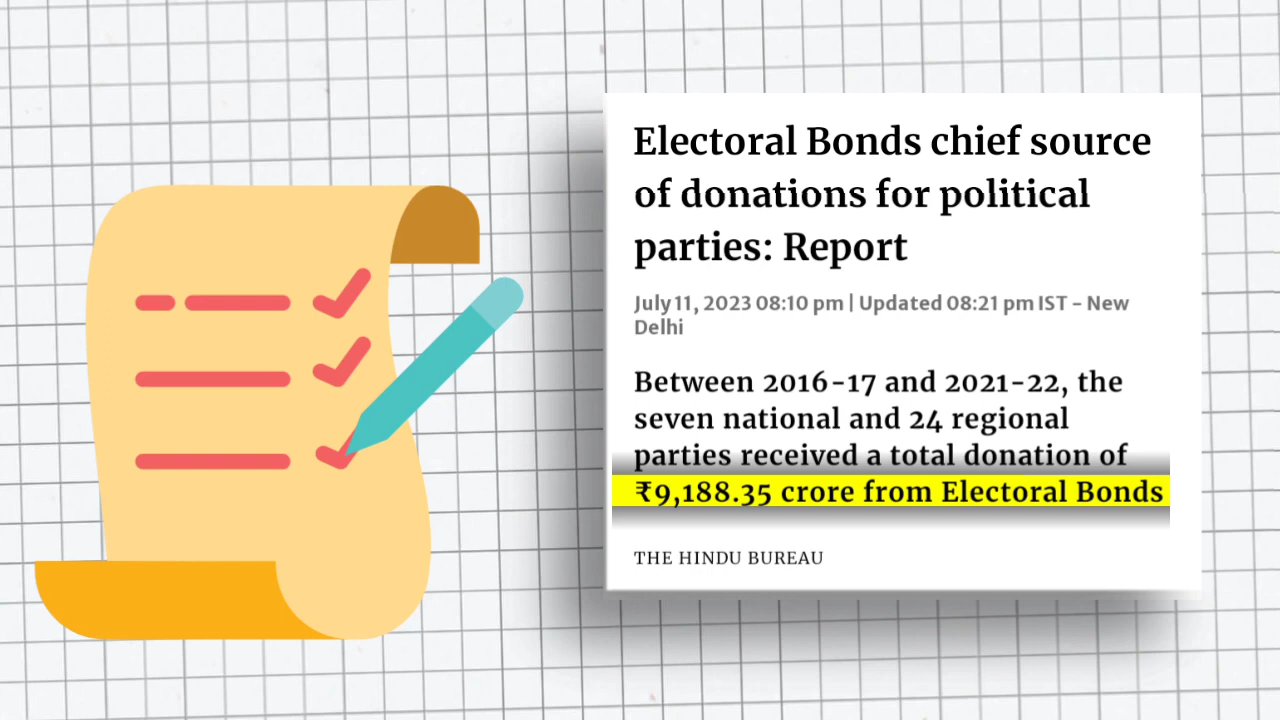 Electoral Bonds chief source
of donations for political
parties: Report
July 11, 2023 08:10 pm | Updated 08:21 pm IST - New
Delhi
Between 2016-17 and 2021-22, the
seven national and 24 regional
parties received a total donation of
₹9,188.35 crore from Electoral Bonds
THE HINDU BUREAU